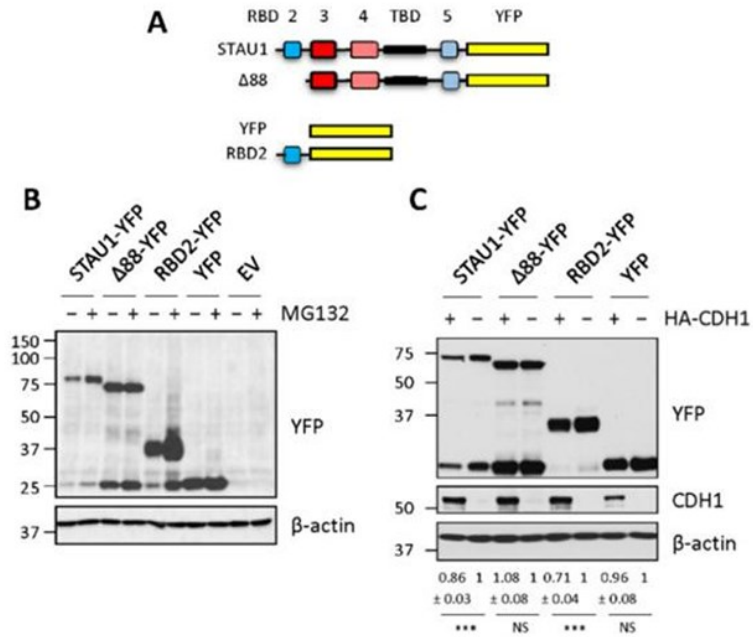 A
RBD 2 3 4 TBD 5 YFP
STAU1
Δ88
YFP
RBD2
B
STAU1-YFP Δ88-YFP RBD2-YFP YFP EV
- + - + - + - + - + MG132
150
100
75
50
37
25
YFP
37
β-actin
C
STAU1-YFP Δ88-YFP RBD2-YFP YFP
+ - + - + - + - HA-CDH1
75
50
37
YFP
50
CDH1
37
β-actin
0.86 1 1.08 1 0.71 1 0.96 1
± 0.03 ± 0.08 ± 0.04 ± 0.08
*** NS *** NS